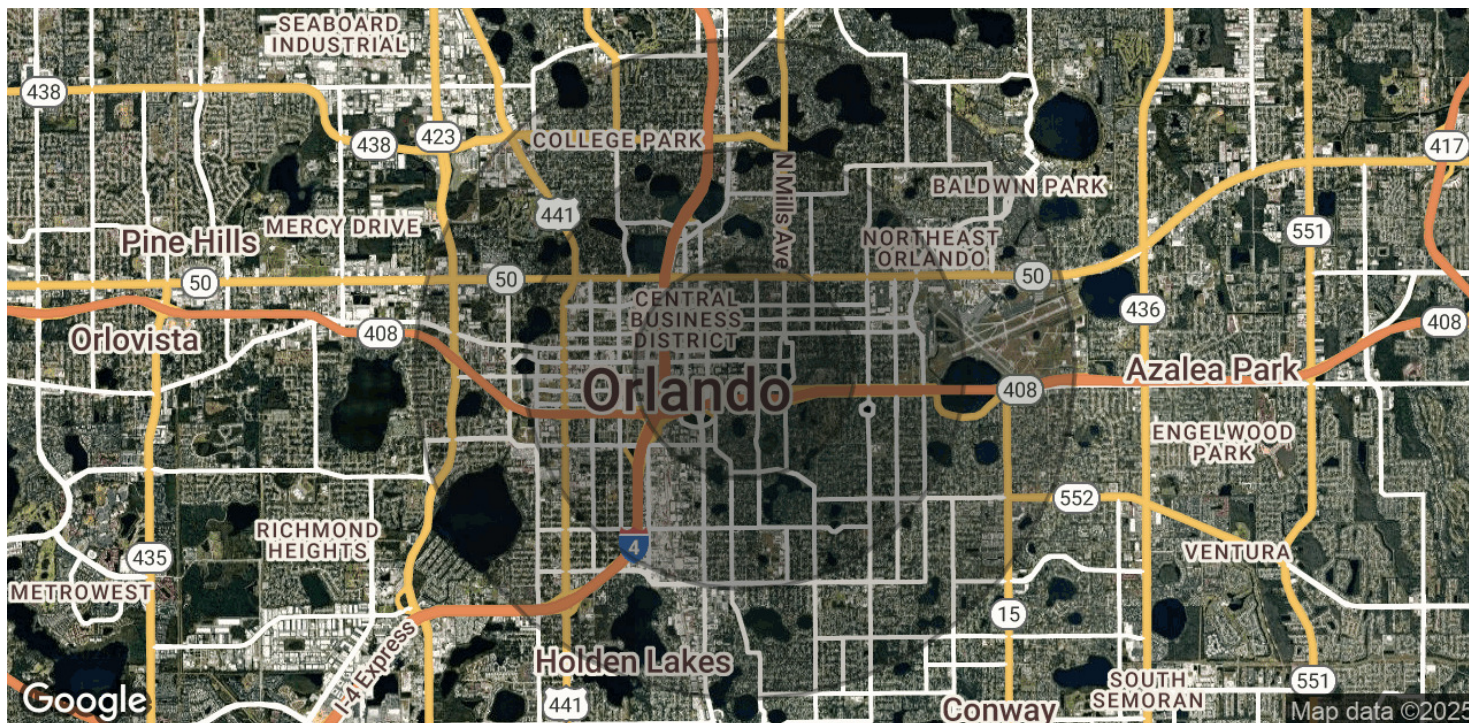 SEABOARD
INDUSTRIAL
438
423
438
COLLEGE PARK
417
N Mills Ave
BALDWIN PARK
441
MERCY DRIVE
551
Pine Hills
NORTHEAST
ORLANDO
50
50
50
CENTRAL
BUSINESS
DISTRICT
436
408
408
Orlovista
Azalea Park
Orlando
408
ENGELWOOD
PARK
552
RICHMOND
HEIGHTS
4
435
VENTURA
METROWEST
15
I-4 Express
Holden Lakes
SOUTH
SEMORAN
551
441
Conway
Google
Map data ©2025